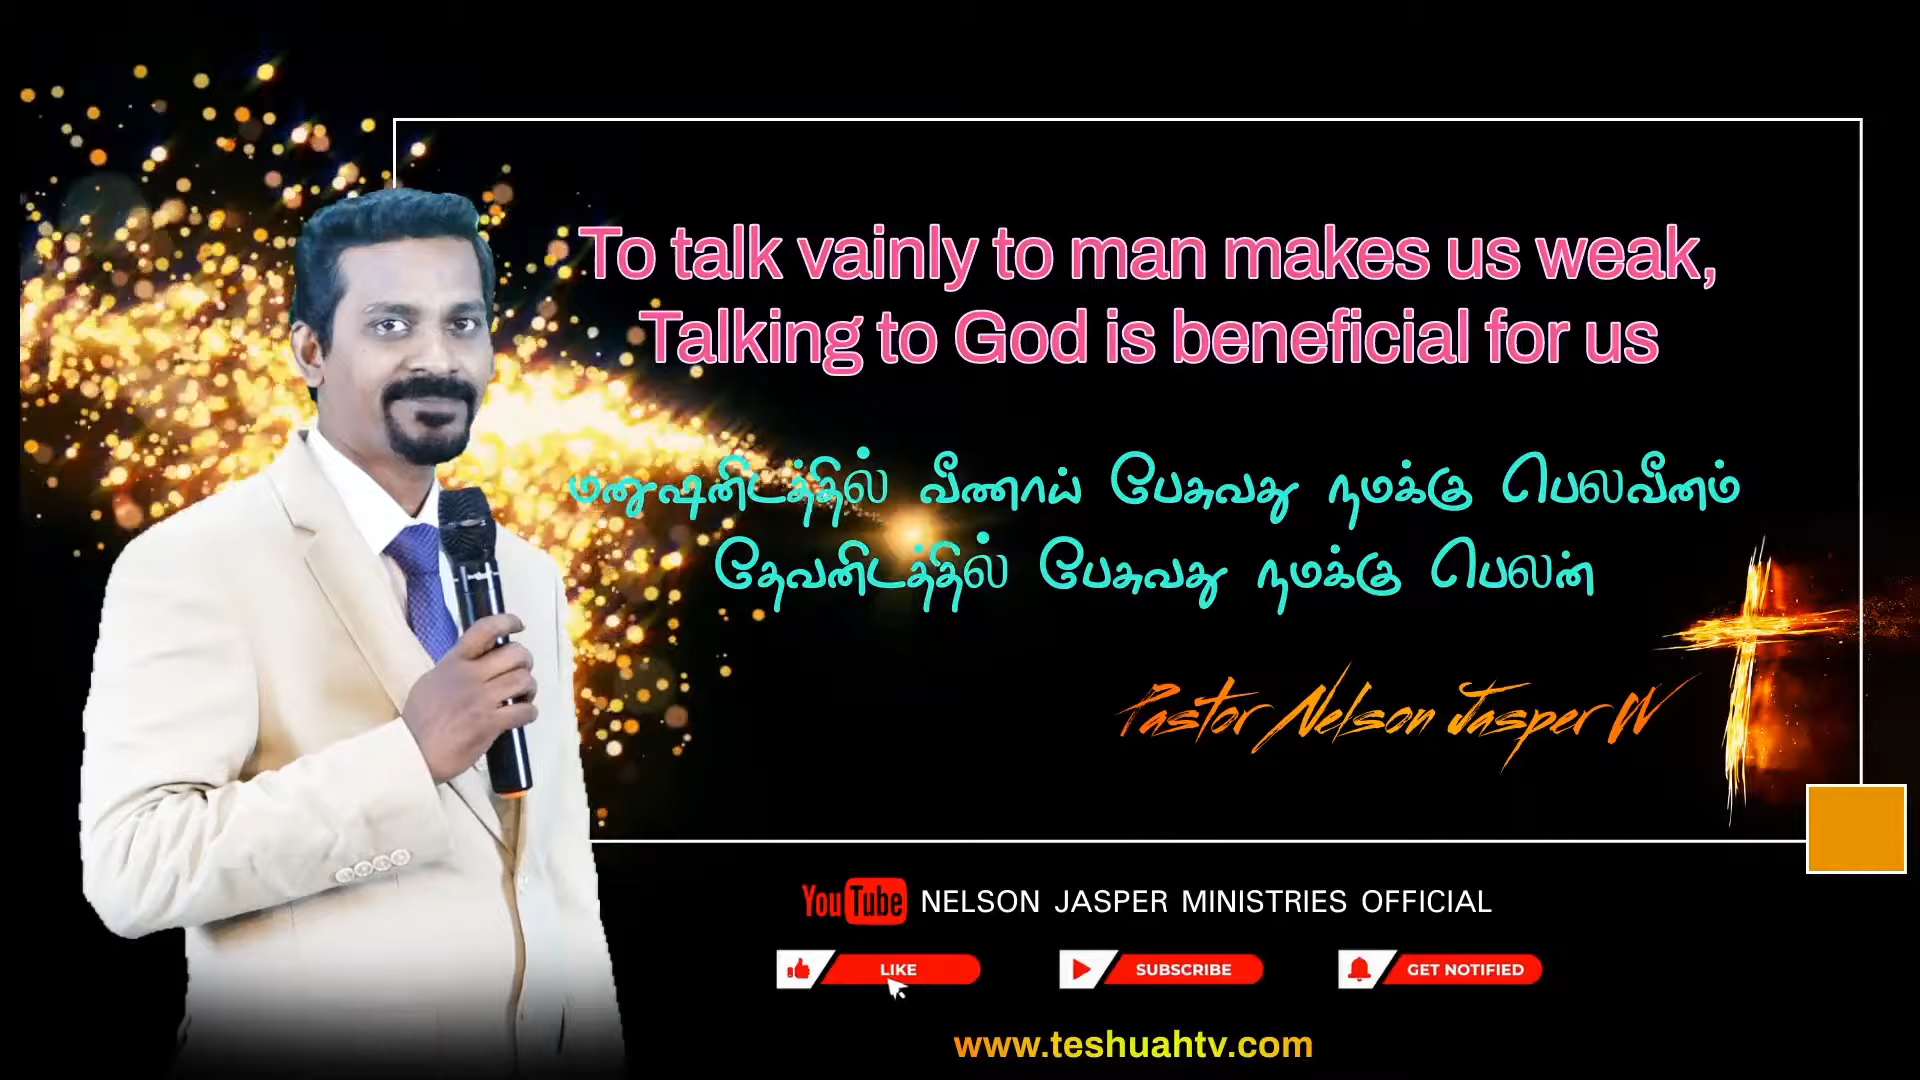 To talk vainly to man makes us weak,
Talking to God is beneficial for us
மனுஷனிடத்தில் வீணாய் பேசுவது நமக்கு பெலவீனம்
தேவனிடத்தில் பேசுவது நமக்கு பெலன்
Pastor Nelson Jasper W
YouTube NELSON JASPER MINISTRIES OFFICIAL
LIKE SUBSCRIBE GET NOTIFIED
www.teshuahtv.com